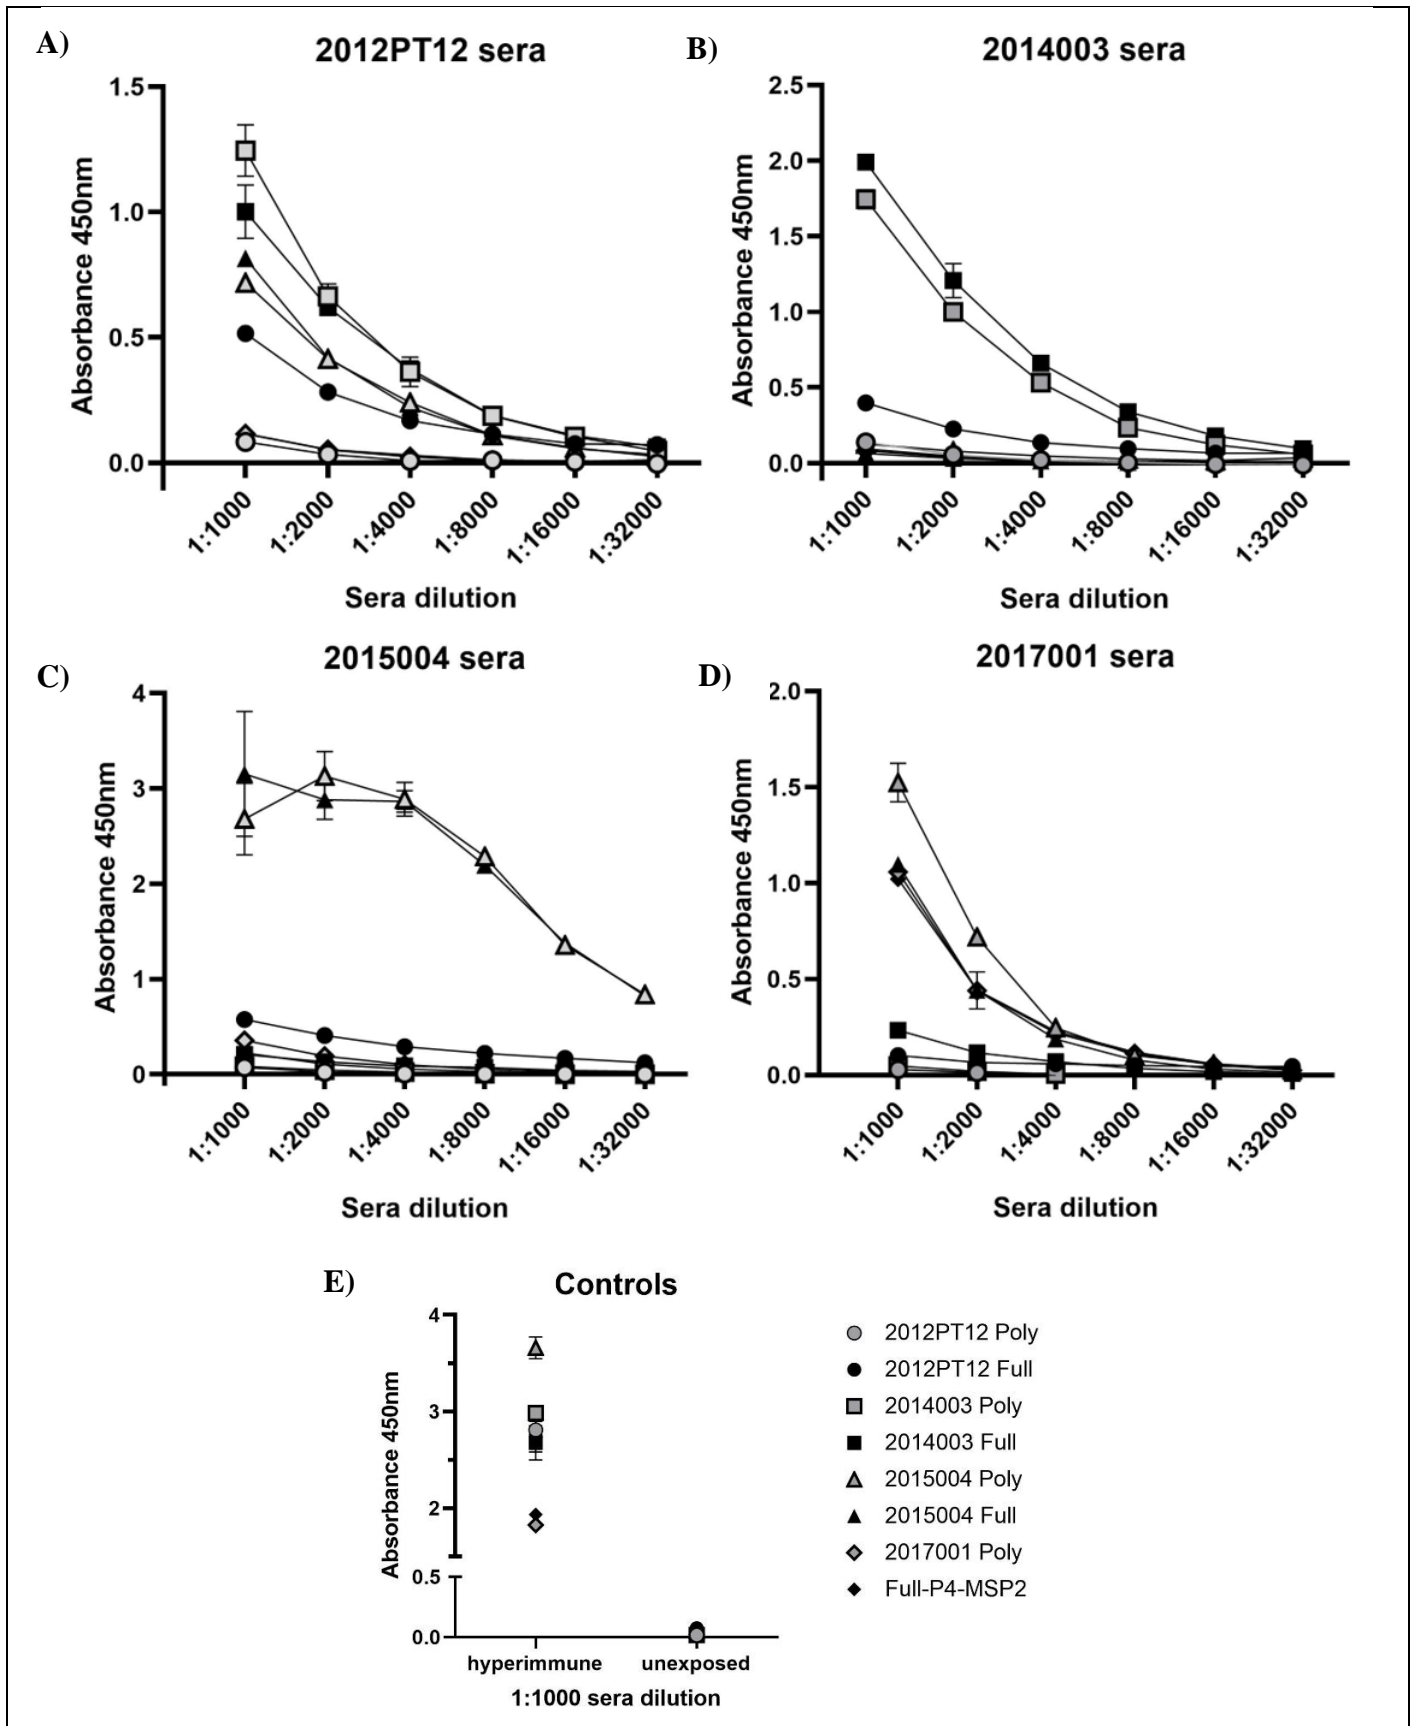 A)
2012PT12 sera
1.5
1.0
0.5
0.0
Absorbance 450nm
1:1000
1:2000
1:4000
1:8000
1:16000
1:32000
Sera dilution
B)
2014003 sera
2.5
2.0
1.5
1.0
0.5
0.0
Absorbance 450nm
1:1000
1:2000
1:4000
1:8000
1:16000
1:32000
Sera dilution
C)
2015004 sera
4
3
2
1
0
Absorbance 450nm
1:1000
1:2000
1:4000
1:8000
1:16000
1:32000
Sera dilution
D)
2017001 sera
2.0
1.5
1.0
0.5
0.0
Absorbance 450nm
1:1000
1:2000
1:4000
1:8000
1:16000
1:32000
Sera dilution
E)
Controls
4
3
2
0.5
0.0
Absorbance 450nm
hyperimmune
unexposed
1:1000 sera dilution
2012PT12 Poly
2012PT12 Full
2014003 Poly
2014003 Full
2015004 Poly
2015004 Full
2017001 Poly
Full-P4-MSP2